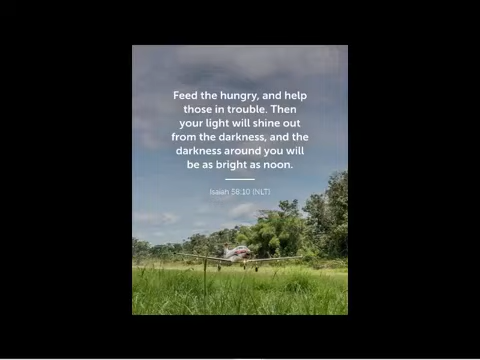 Feed the hungry, and help
those in trouble. Then
your light will shine out
from the darkness, and the
darkness around you will
be as bright as noon.
Isaiah 58:10 (NLT)